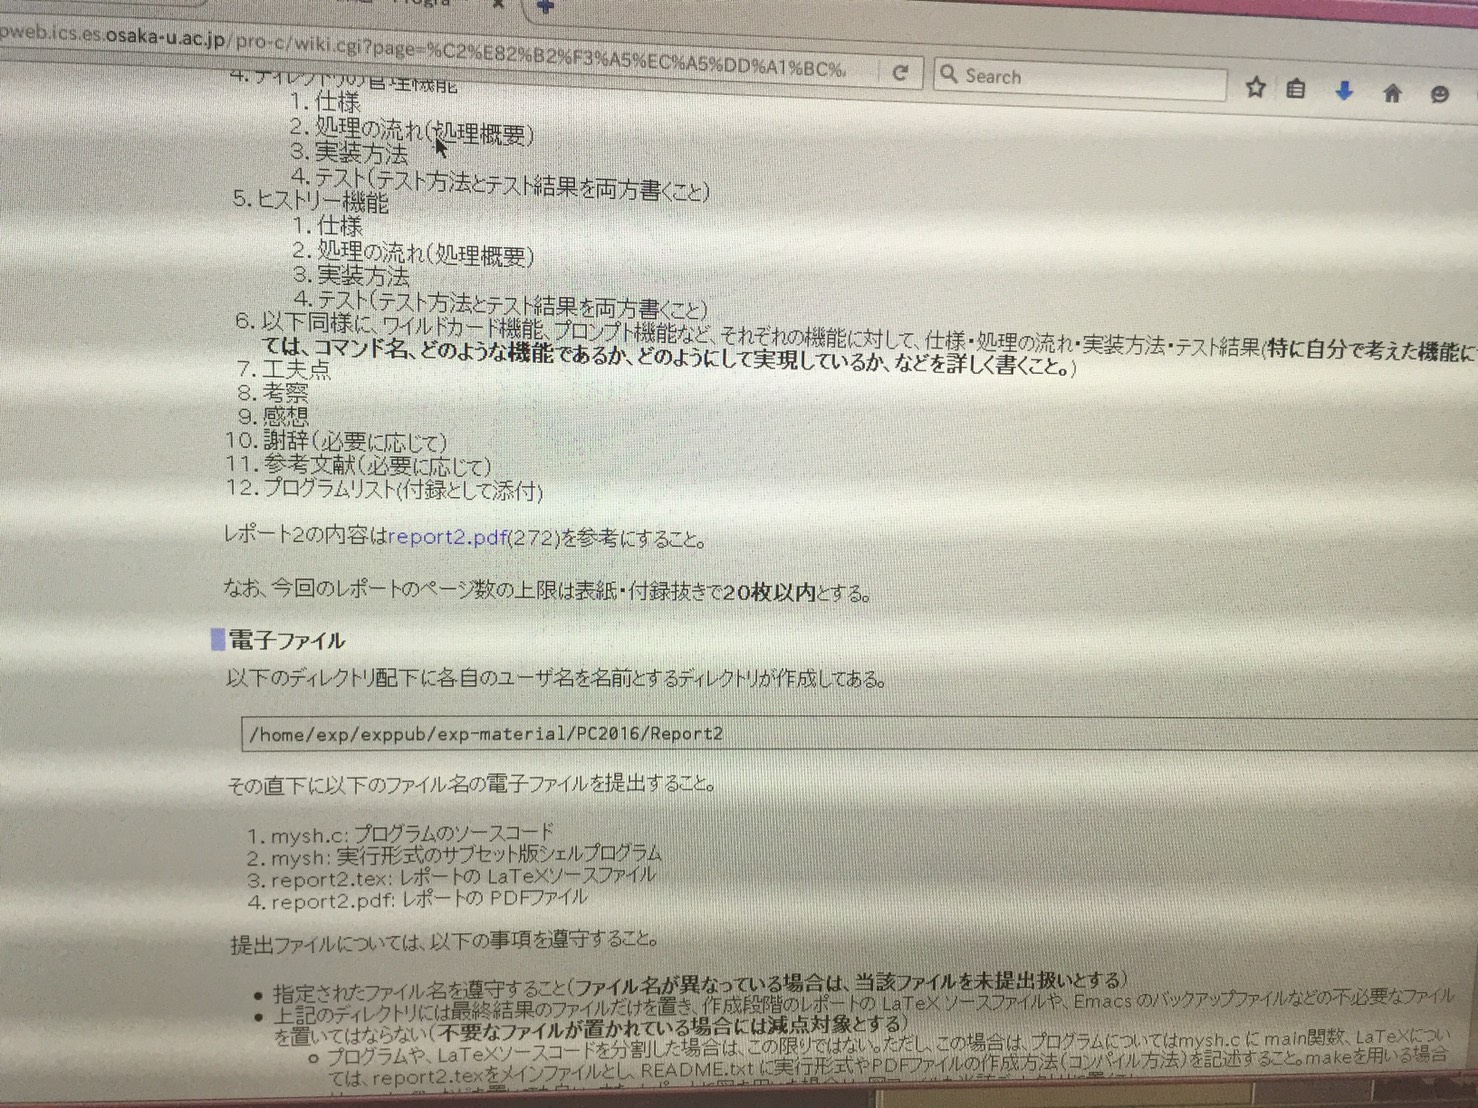 pweb.ics.es.osaka-u.ac.jp/pro-c/wiki.cgi?page=%C2%E82%B2%F3%A5%EC%A5%DD%A1%BC%
Search
4. ディレクトリの管理機能
1. 仕様
2. 処理の流れ(処理概要)
3. 実装方法
4. テスト(テスト方法とテスト結果を両方書くこと)
5. ヒストリー機能
1. 仕様
2. 処理の流れ(処理概要)
3. 実装方法
4. テスト(テスト方法とテスト結果を両方書くこと)
6. 以下同様に、ワイルドカード機能、プロンプト機能など、それぞれの機能に対して、仕様・処理の流れ・実装方法・テスト結果(特に自分で考えた機能に
ては、コマンド名、どのような機能であるか、どのようにして実現しているか、などを詳しく書くこと。)
7. 工夫点
8. 考察
9. 感想
10. 謝辞(必要に応じて)
11. 参考文献(必要に応じて)
12. プログラムリスト(付録として添付)
レポート2の内容はreport2.pdf(272)を参考にすること。
なお、今回のレポートのページ数の上限は表紙・付録抜きで20枚以内とする。
電子ファイル
以下のディレクトリ配下に各自のユーザ名を名前とするディレクトリが作成してある。
/home/exp/exppub/exp-material/PC2016/Report2
その直下に以下のファイル名の電子ファイルを提出すること。
1. mysh.c: プログラムのソースコード
2. mysh: 実行形式のサブセット版シェルプログラム
3. report2.tex: レポートの LaTeXソースファイル
4. report2.pdf: レポートの PDFファイル
提出ファイルについては、以下の事項を遵守すること。
• 指定されたファイル名を遵守すること(ファイル名が異なっている場合は、当該ファイルを未提出扱いとする)
• 上記のディレクトリには最終結果のファイルだけを置き、作成段階のレポートの LaTeX ソースファイルや、Emacs のバックアップファイルなどの不必要なファイル
を置いてはならない(不要なファイルが置かれている場合には減点対象とする)
○ プログラムや、LaTeXソースコードを分割した場合は、この限りではない。ただし、この場合は、プログラムについてはmysh.c に main関数、LaTeXについ
ては、report2.texをメインファイルとし、README.txt に実行形式やPDFファイルの作成方法(コンパイル方法)を記述すること。makeを用いる場合